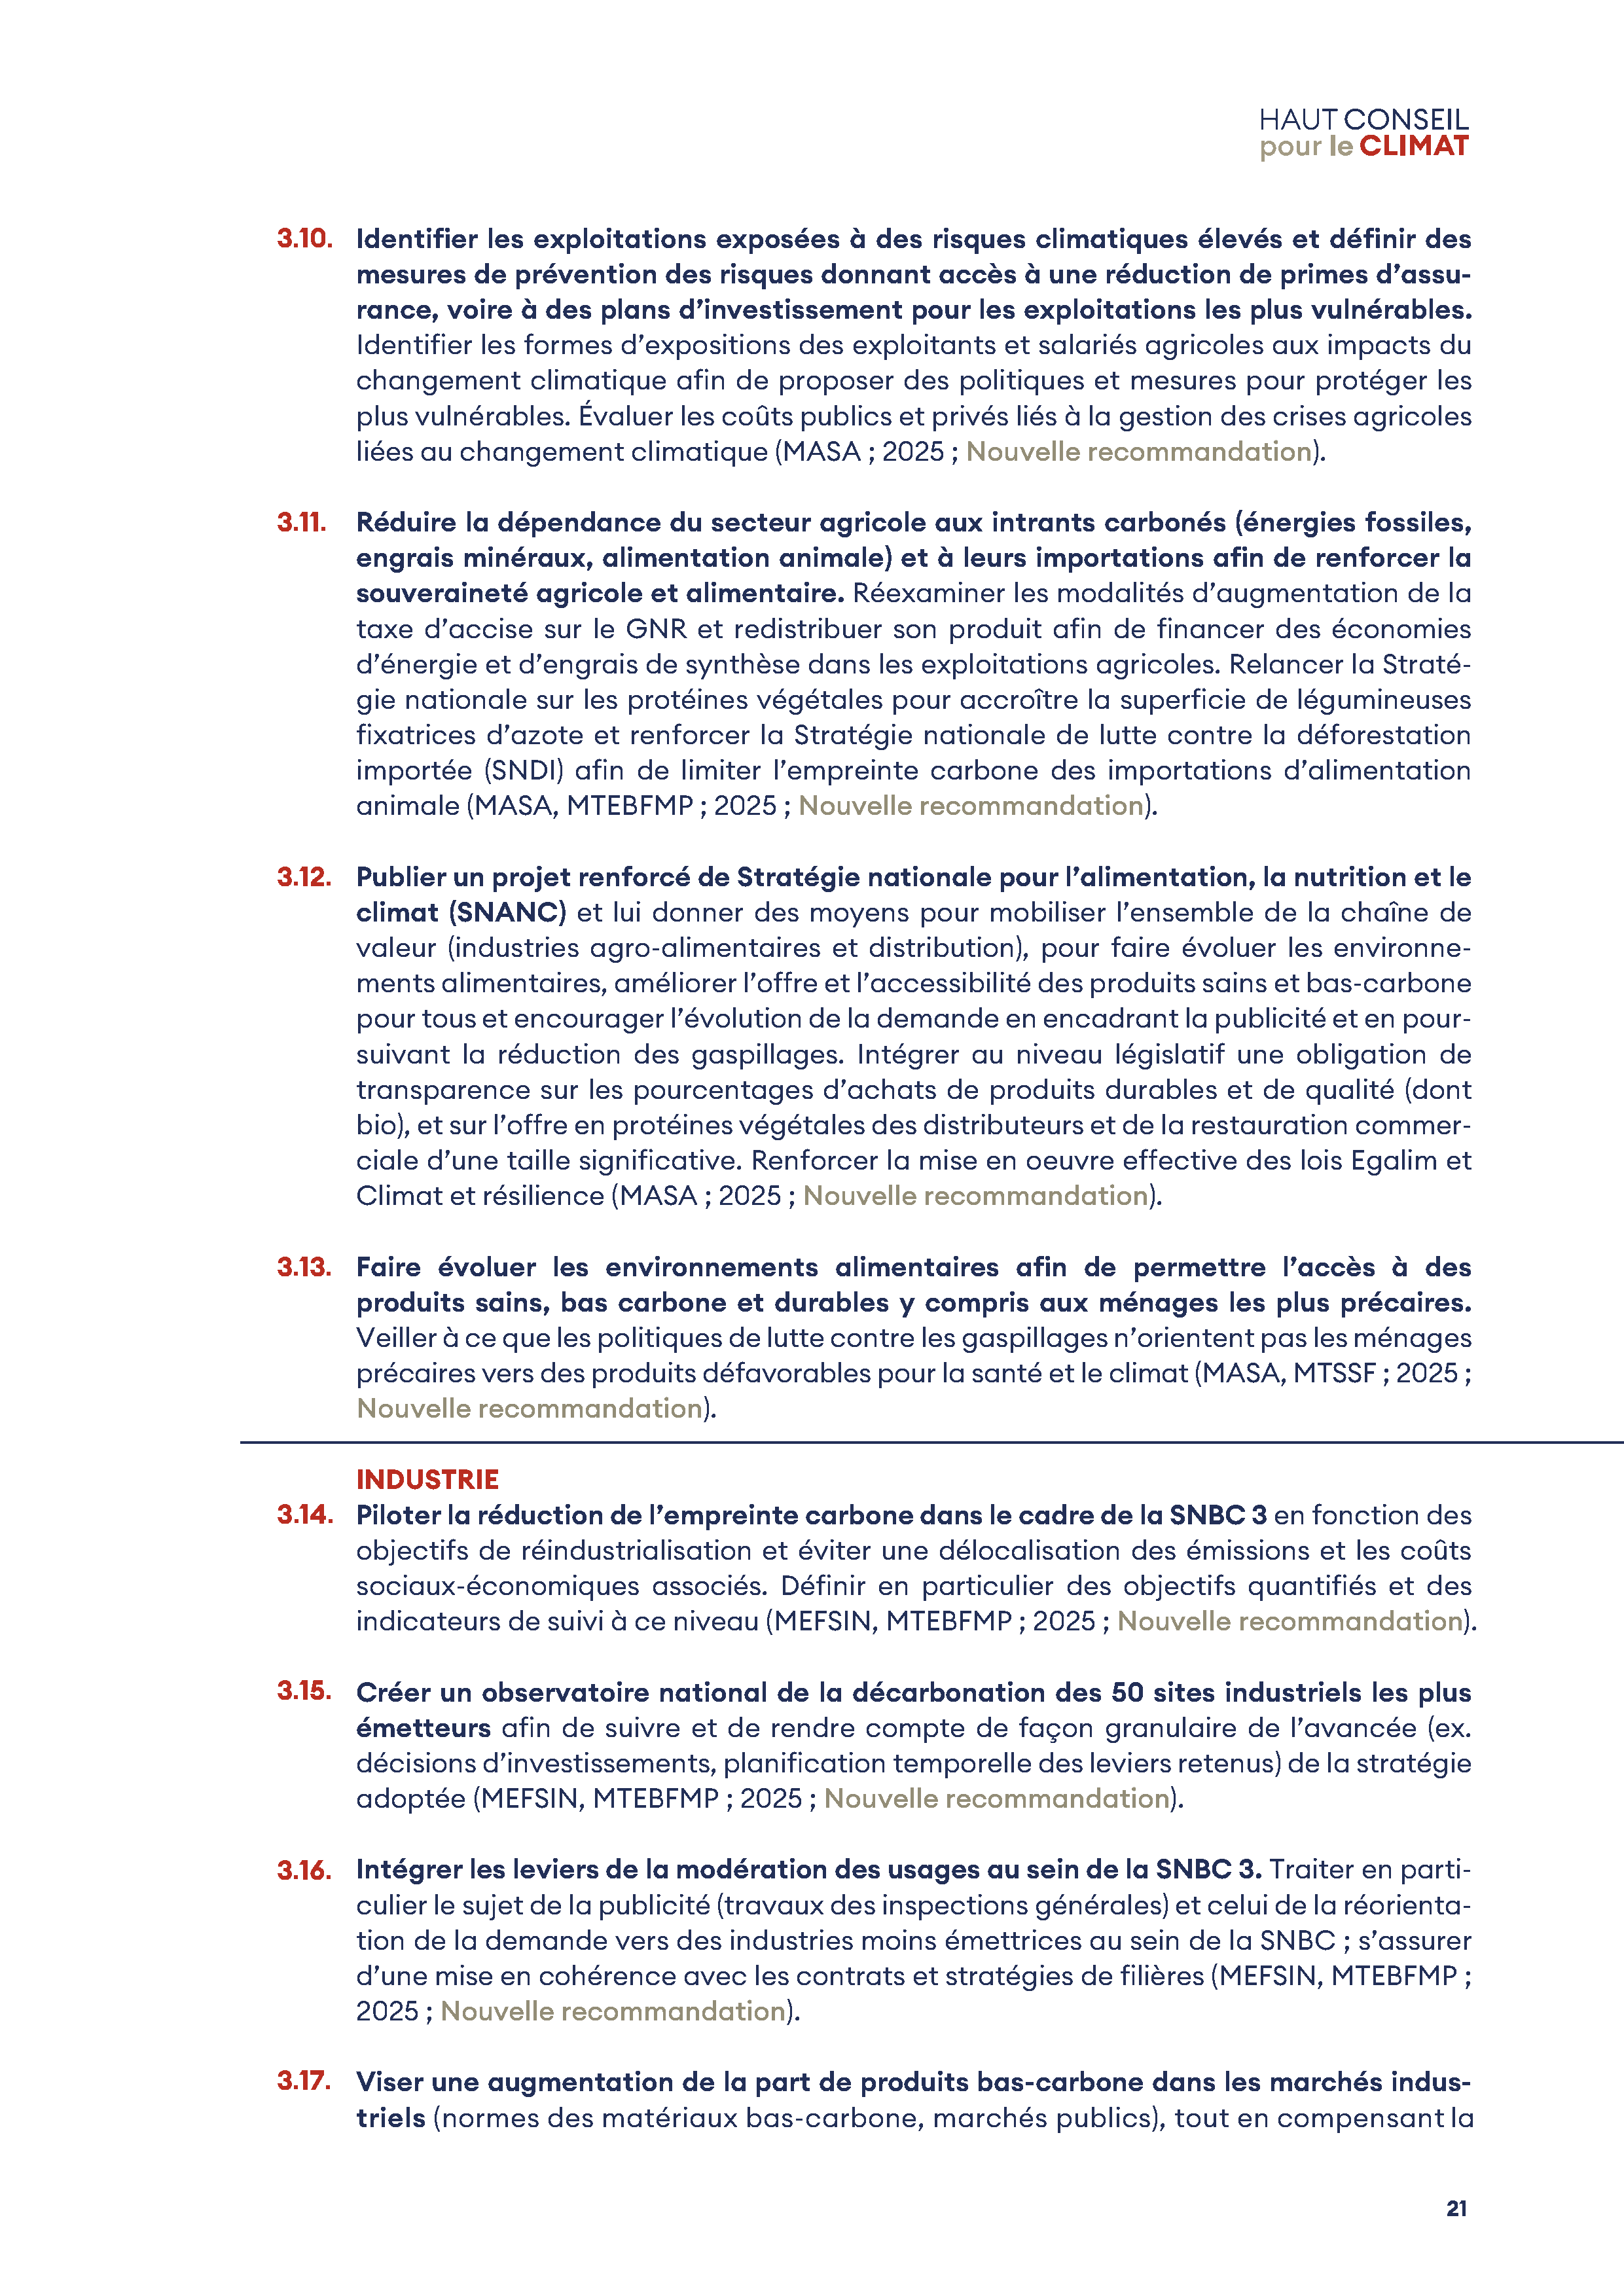 HAUT CONSEIL
pour le CLIMAT
3.10. Identifier les exploitations exposées à des risques climatiques élevés et définir des
mesures de prévention des risques donnant accès à une réduction de primes d’assu-
rance, voire à des plans d’investissement pour les exploitations les plus vulnérables.
Identifier les formes d’expositions des exploitants et salariés agricoles aux impacts du
changement climatique afin de proposer des politiques et mesures pour protéger les
plus vulnérables. Évaluer les coûts publics et privés liés à la gestion des crises agricoles
liées au changement climatique (MASA ; 2025 ; Nouvelle recommandation).
3.11. Réduire la dépendance du secteur agricole aux intrants carbonés (énergies fossiles,
engrais minéraux, alimentation animale) et à leurs importations afin de renforcer la
souveraineté agricole et alimentaire. Réexaminer les modalités d’augmentation de la
taxe d’accise sur le GNR et redistribuer son produit afin de financer des économies
d’énergie et d’engrais de synthèse dans les exploitations agricoles. Relancer la Straté-
gie nationale sur les protéines végétales pour accroître la superficie de légumineuses
fixatrices d’azote et renforcer la Stratégie nationale de lutte contre la déforestation
importée (SNDI) afin de limiter l’empreinte carbone des importations d’alimentation
animale (MASA, MTEBFMP ; 2025 ; Nouvelle recommandation).
3.12. Publier un projet renforcé de Stratégie nationale pour l’alimentation, la nutrition et le
climat (SNANC) et lui donner des moyens pour mobiliser l’ensemble de la chaîne de
valeur (industries agro-alimentaires et distribution), pour faire évoluer les environne-
ments alimentaires, améliorer l’offre et l’accessibilité des produits sains et bas-carbone
pour tous et encourager l’évolution de la demande en encadrant la publicité et en pour-
suivant la réduction des gaspillages. Intégrer au niveau législatif une obligation de
transparence sur les pourcentages d’achats de produits durables et de qualité (dont
bio), et sur l’offre en protéines végétales des distributeurs et de la restauration commer-
ciale d’une taille significative. Renforcer la mise en oeuvre effective des lois Egalim et
Climat et résilience (MASA ; 2025 ; Nouvelle recommandation).
3.13. Faire évoluer les environnements alimentaires afin de permettre l’accès à des
produits sains, bas carbone et durables y compris aux ménages les plus précaires.
Veiller à ce que les politiques de lutte contre les gaspillages n’orientent pas les ménages
précaires vers des produits défavorables pour la santé et le climat (MASA, MTSSF ; 2025 ;
Nouvelle recommandation).
INDUSTRIE
3.14. Piloter la réduction de l’empreinte carbone dans le cadre de la SNBC 3 en fonction des
objectifs de réindustrialisation et éviter une délocalisation des émissions et les coûts
sociaux-économiques associés. Définir en particulier des objectifs quantifiés et des
indicateurs de suivi à ce niveau (MEFSIN, MTEBFMP ; 2025 ; Nouvelle recommandation).
3.15. Créer un observatoire national de la décarbonation des 50 sites industriels les plus
émetteurs afin de suivre et de rendre compte de façon granulaire de l’avancée (ex.
décisions d’investissements, planification temporelle des leviers retenus) de la stratégie
adoptée (MEFSIN, MTEBFMP ; 2025 ; Nouvelle recommandation).
3.16. Intégrer les leviers de la modération des usages au sein de la SNBC 3. Traiter en parti-
culier le sujet de la publicité (travaux des inspections générales) et celui de la réorienta-
tion de la demande vers des industries moins émettrices au sein de la SNBC ; s’assurer
d’une mise en cohérence avec les contrats et stratégies de filières (MEFSIN, MTEBFMP ;
2025 ; Nouvelle recommandation).
3.17. Viser une augmentation de la part de produits bas-carbone dans les marchés indus-
triels (normes des matériaux bas-carbone, marchés publics), tout en compensant la
21